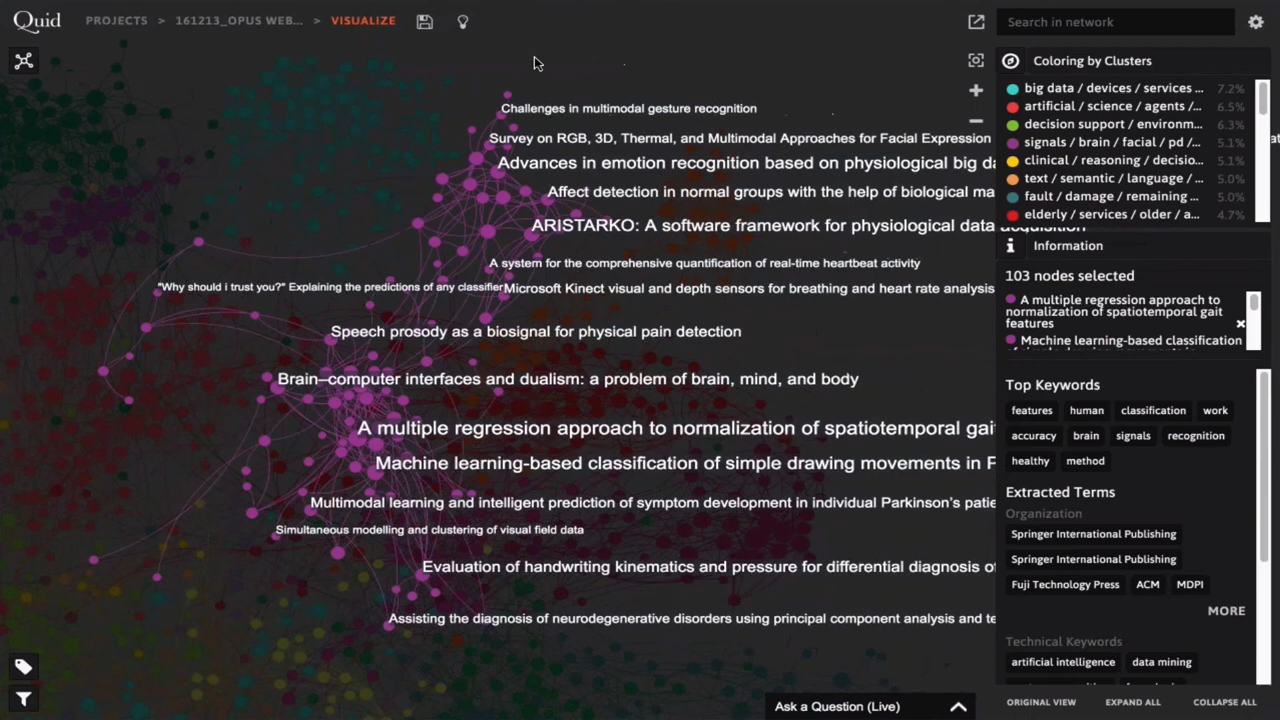 Quid
PROJECTS > 161213_OPUS WEB... > VISUALIZE
Search in network
Coloring by Clusters
big data / devices / services ... 7.2%
artificial / science / agents /... 6.5%
decision support / environm... 6.3%
signals / brain / facial / pd /... 5.1%
clinical / reasoning / decisio... 5.1%
text / semantic / language / ... 5.0%
fault / damage / remaining ... 5.0%
elderly / services / older / a... 4.7%
Challenges in multimodal gesture recognition
Survey on RGB, 3D, Thermal, and Multimodal Approaches for Facial Expression
Advances in emotion recognition based on physiological big da
Affect detection in normal groups with the help of biological ma
ARISTARKO: A software framework for physiological data acquisition
A system for the comprehensive quantification of real-time heartbeat activity
"Why should i trust you?" Explaining the predictions of any classifier
Microsoft Kinect visual and depth sensors for breathing and heart rate analysis
Speech prosody as a biosignal for physical pain detection
Brain–computer interfaces and dualism: a problem of brain, mind, and body
A multiple regression approach to normalization of spatiotemporal gait
Machine learning-based classification of simple drawing movements in P
Multimodal learning and intelligent prediction of symptom development in individual Parkinson's patie
Simultaneous modelling and clustering of visual field data
Evaluation of handwriting kinematics and pressure for differential diagnosis o
Assisting the diagnosis of neurodegenerative disorders using principal component analysis and te
Information
103 nodes selected
A multiple regression approach to
normalization of spatiotemporal gait
features
Machine learning-based classification
Top Keywords
features human classification work
accuracy brain signals recognition
healthy method
Extracted Terms
Organization
Springer International Publishing
Springer International Publishing
Fuji Technology Press ACM MDPI
MORE
Technical Keywords
artificial intelligence data mining
Ask a Question (Live)
ORIGINAL VIEW EXPAND ALL COLLAPSE ALL